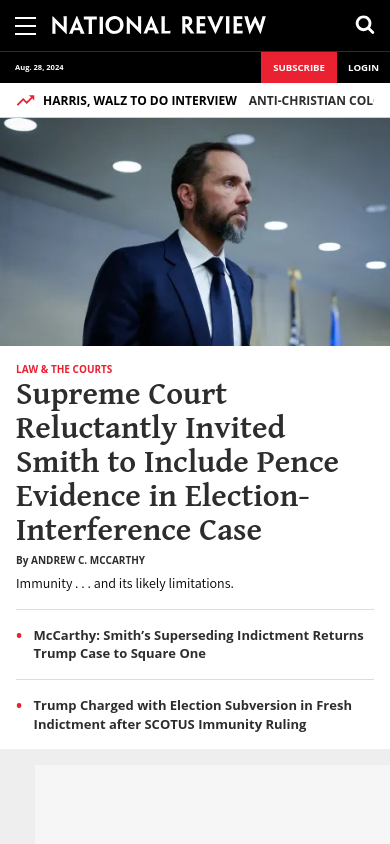 NATIONAL REVIEW
Aug. 28, 2024
SUBSCRIBE
LOGIN
HARRIS, WALZ TO DO INTERVIEW ANTI-CHRISTIAN
LAW & THE COURTS
Supreme Court
Reluctantly Invited
Smith to Include Pence
Evidence in Election-
Interference Case
By ANDREW C. MCCARTHY
Immunity . . . and its likely limitations.
• McCarthy: Smith’s Superseding Indictment Returns
Trump Case to Square One
• Trump Charged with Election Subversion in Fresh
Indictment after SCOTUS Immunity Ruling